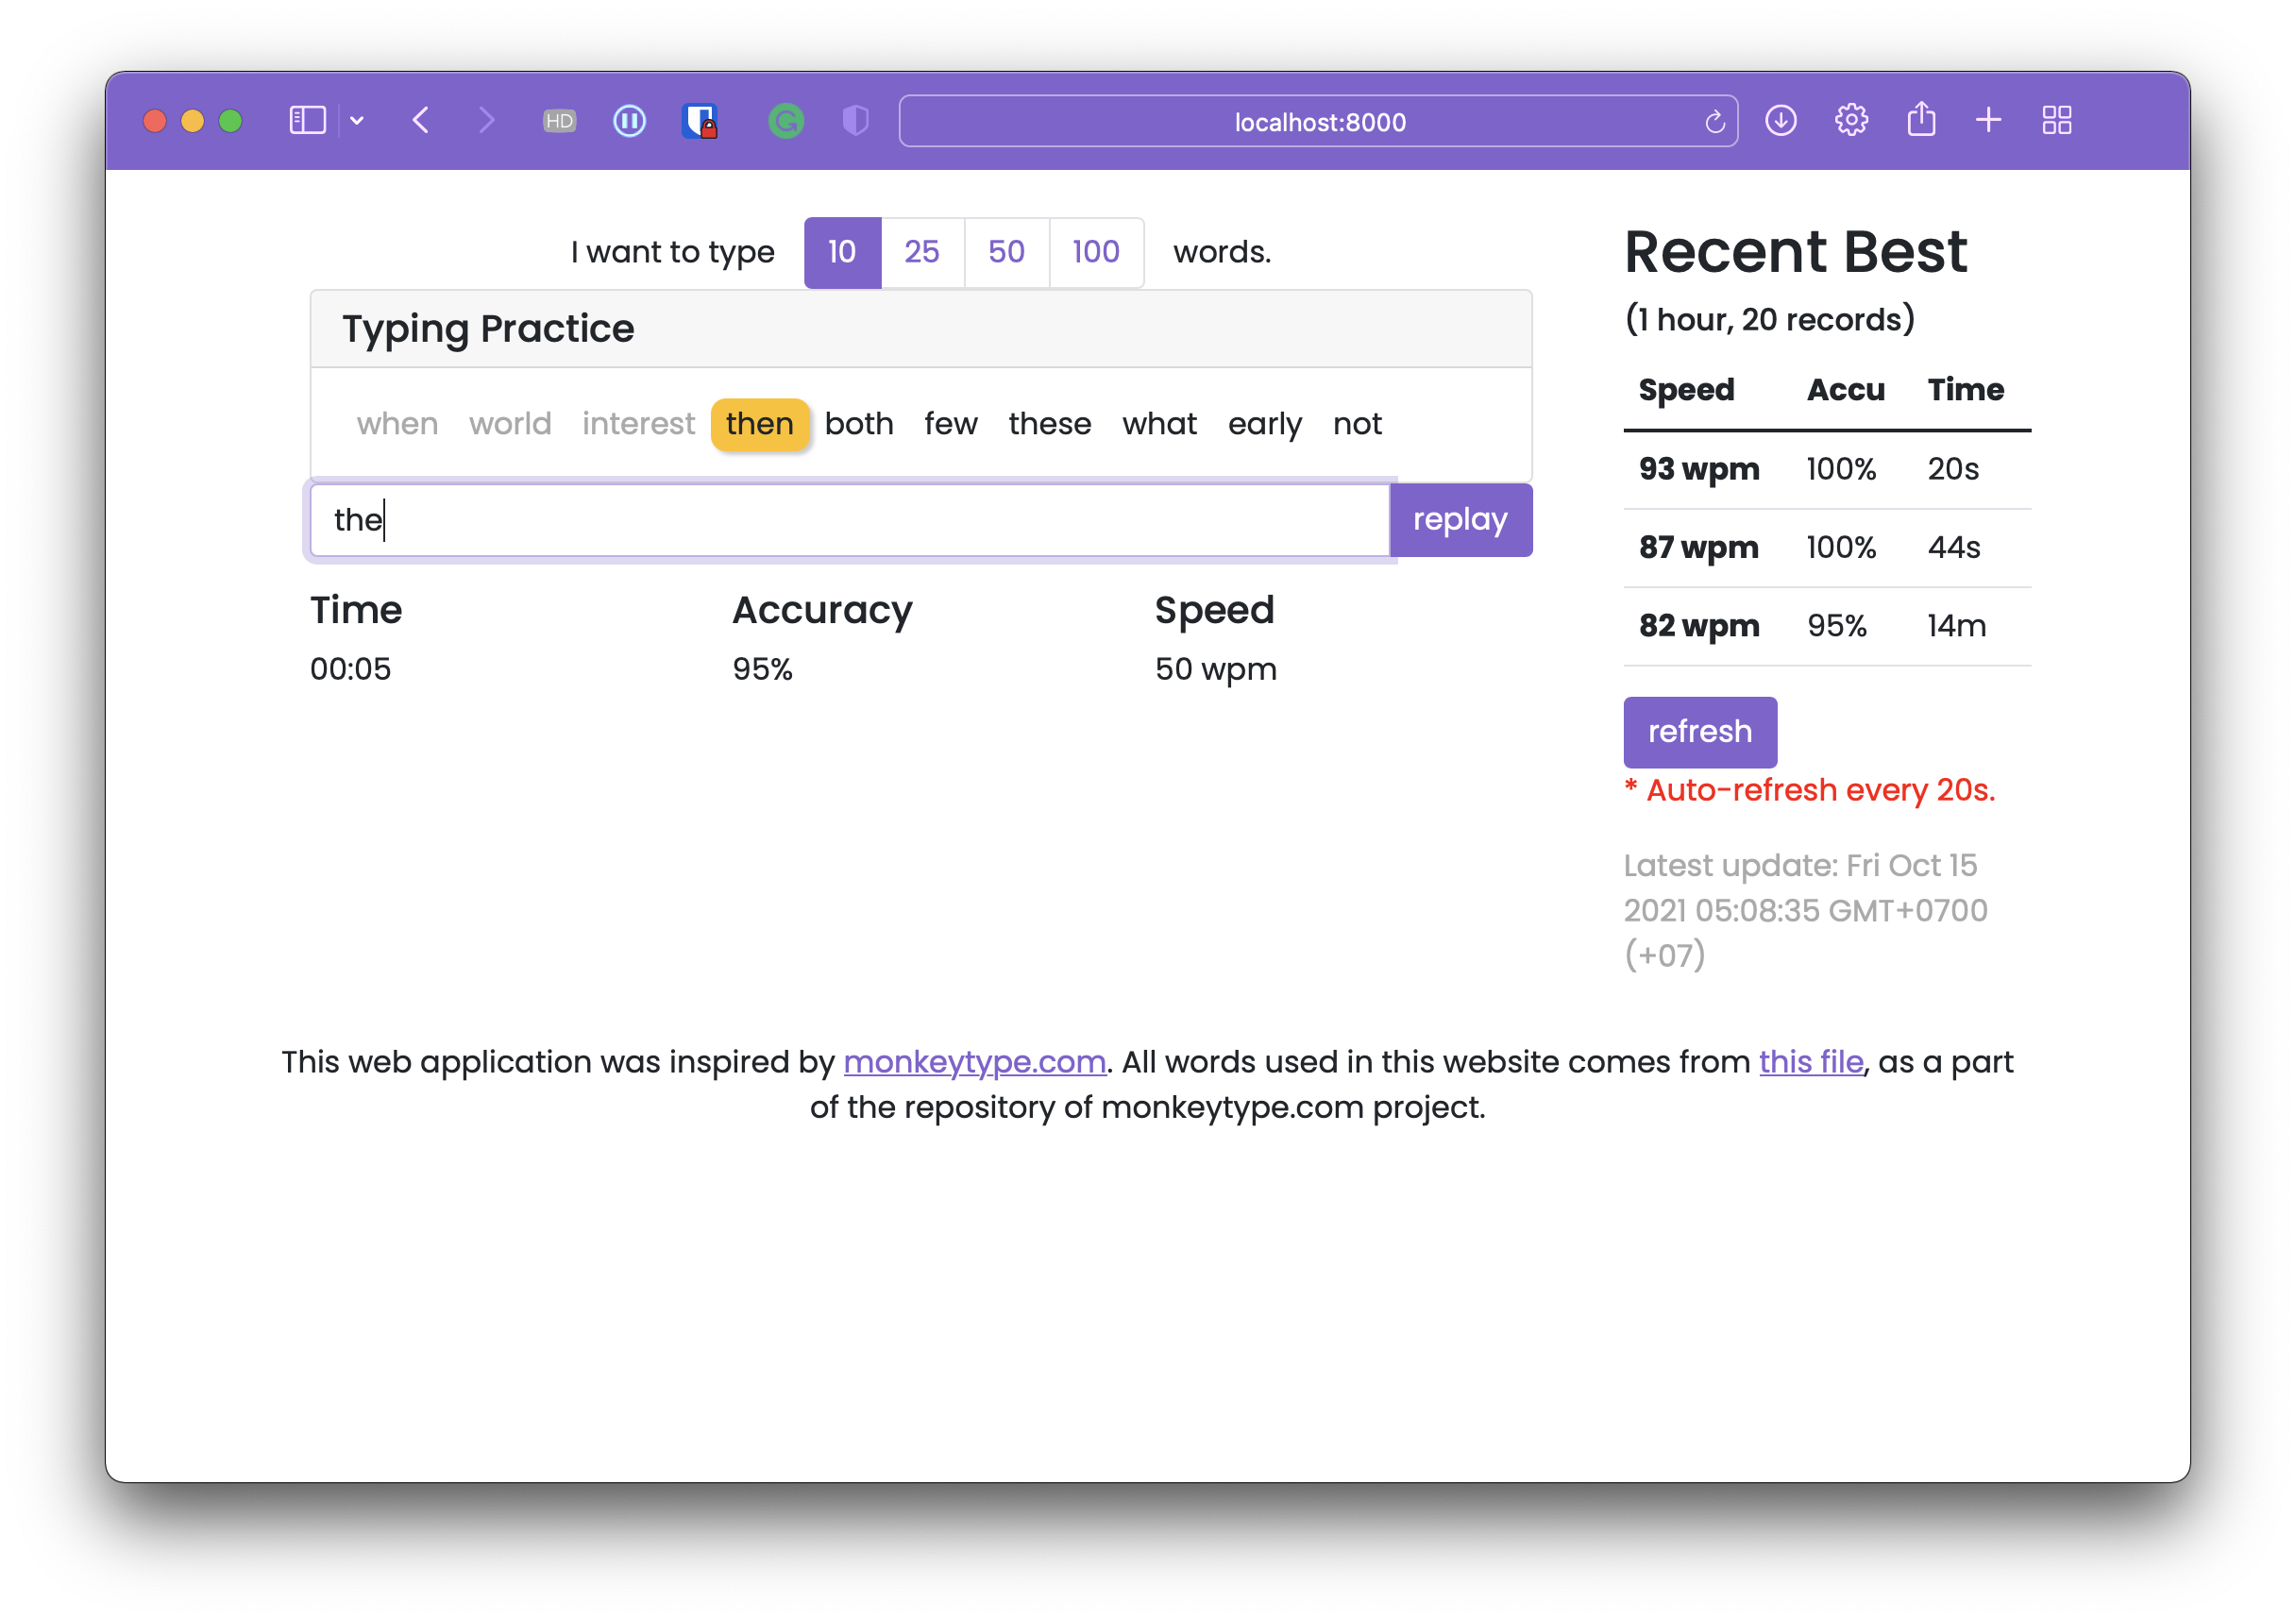 HD
localhost:8000
I want to type 10 25 50 100 words.
Typing Practice
when world interest then both few these what early not
the
replay
Time Accuracy Speed
00:05 95% 50 wpm
Recent Best
(1 hour, 20 records)
Speed Accu Time
93 wpm 100% 20s
87 wpm 100% 44s
82 wpm 95% 14m
refresh
* Auto-refresh every 20s.
Latest update: Fri Oct 15
2021 05:08:35 GMT+0700
(+07)
This web application was inspired by monkeytype.com. All words used in this website comes from this file, as a part
of the repository of monkeytype.com project.